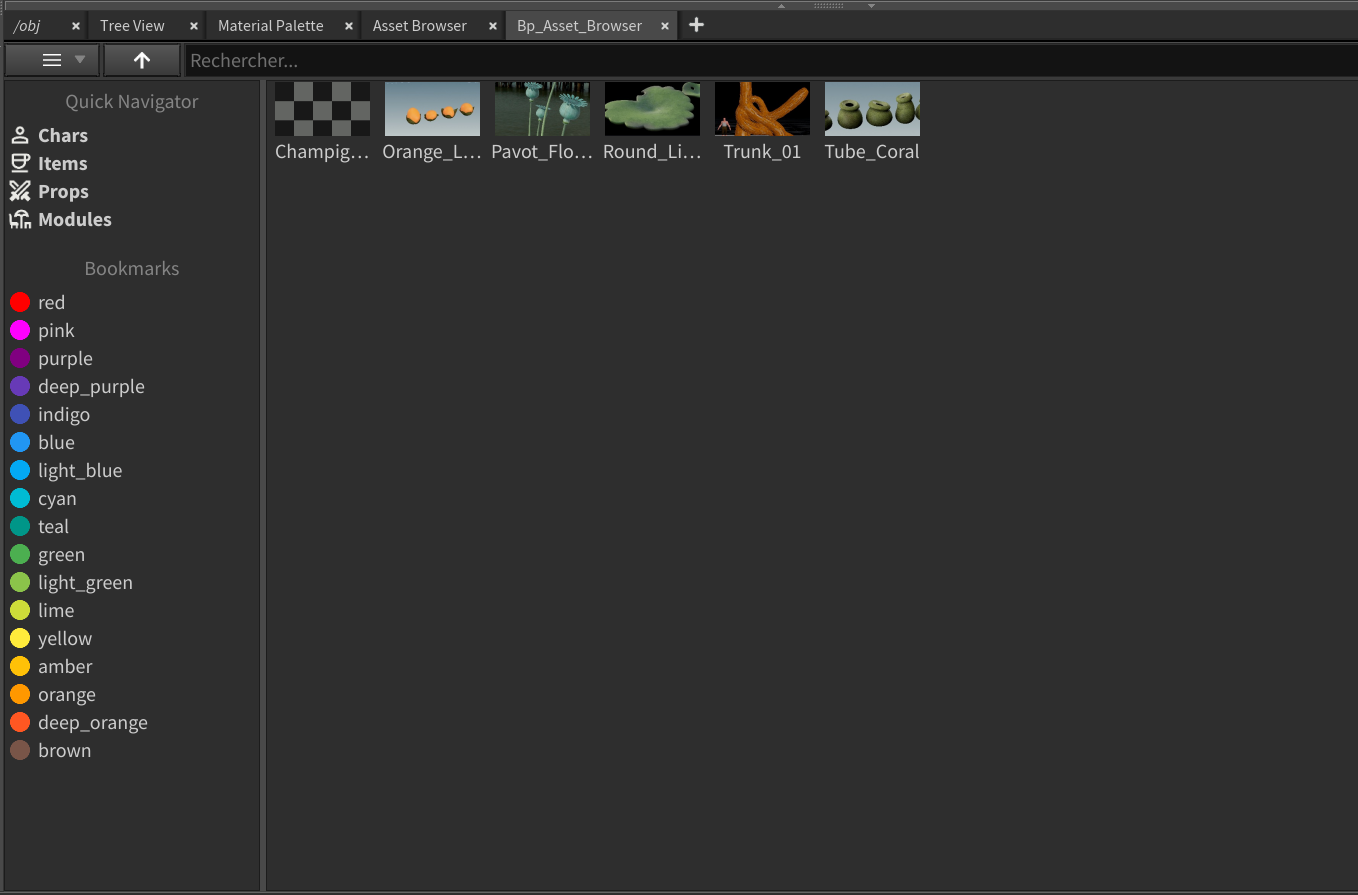 /obj
Tree View
Material Palette
Asset Browser
Bp_Asset_Browser
Rechercher...
Quick Navigator
Chars
Items
Props
Modules
Bookmarks
red
pink
purple
deep_purple
indigo
blue
light_blue
cyan
teal
green
light_green
lime
yellow
amber
orange
deep_orange
brown
Champig...
Orange_L...
Pavot_Flo...
Round_Li...
Trunk_01
Tube_Coral